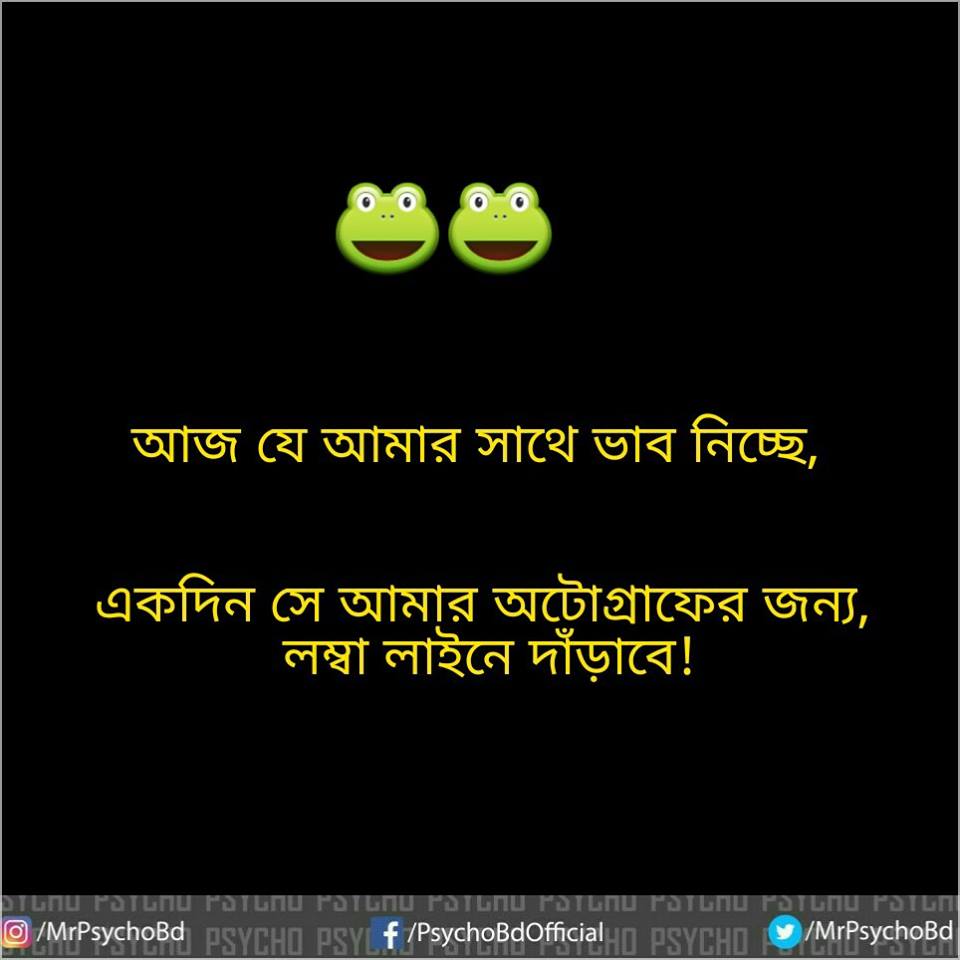 আজ যে আমার সাথে ভাব নিচ্ছে,
একদিন সে আমার অটোগ্রাফের জন্য,
লম্বা লাইনে দাঁড়াবে!
/MrPsychoBd /PsychoBdOfficial /MrPsychoBd